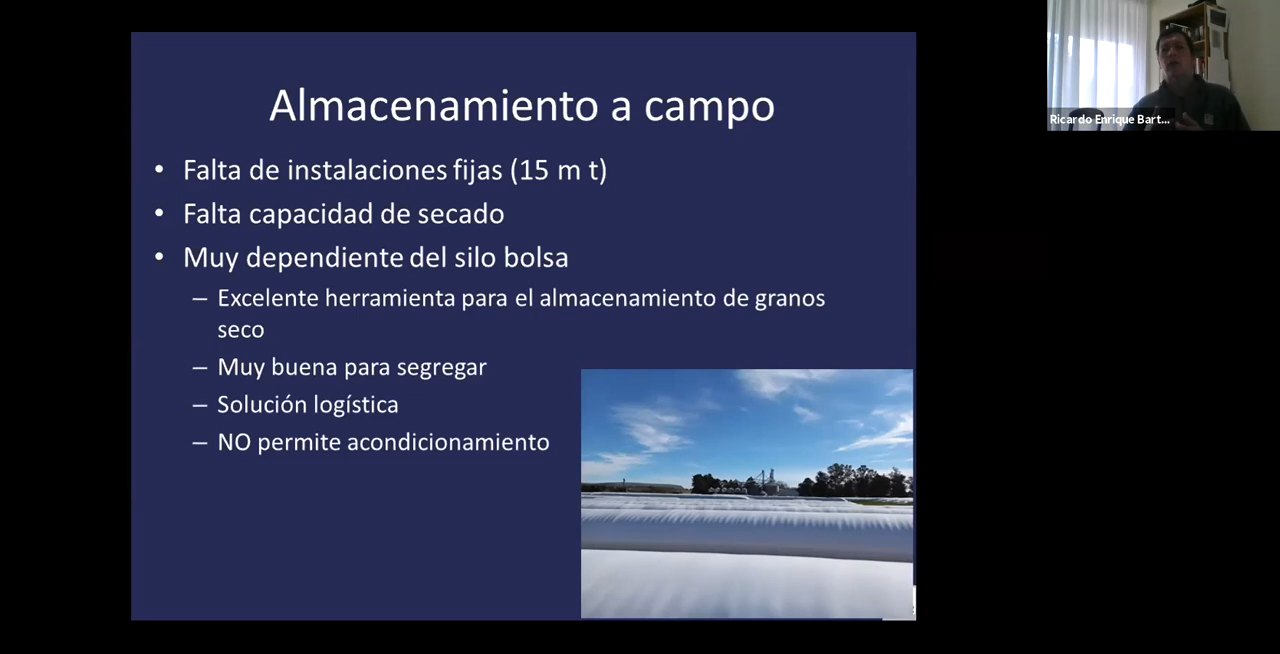 Almacenamiento a campo
• Falta de instalaciones fijas (15 m t)
• Falta capacidad de secado
• Muy dependiente del silo bolsa
– Excelente herramienta para el almacenamiento de granos
seco
– Muy buena para segregar
– Solución logística
– NO permite acondicionamiento
Ricardo Enrique Bart...